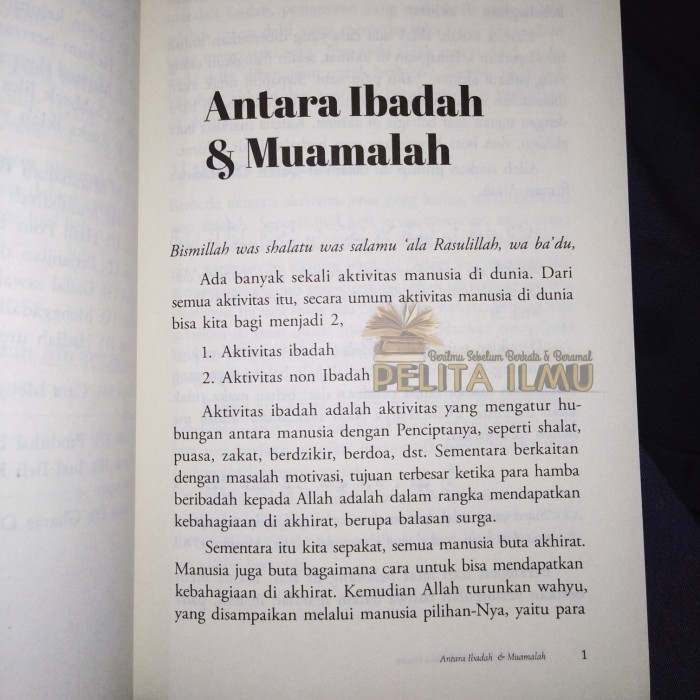 Antara Ibadah
& Muamalah
Bismillah was shalatu was salamu ‘ala Rasulillah, wa ba’du,
Ada banyak sekali aktivitas manusia di dunia. Dari
semua aktivitas itu, secara umum aktivitas manusia di dunia
bisa kita bagi menjadi 2,
1. Aktivitas ibadah
2. Aktivitas non Ibadah
Berilmu Sebelum Berkata & Beramal
PELITA ILMU
Aktivitas ibadah adalah aktivitas yang mengatur hu-
bungan antara manusia dengan Penciptanya, seperti shalat,
puasa, zakat, berdzikir, berdoa, dst. Sementara berkaitan
dengan masalah motivasi, tujuan terbesar ketika para hamba
beribadah kepada Allah adalah dalam rangka mendapatkan
kebahagiaan di akhirat, berupa balasan surga.
Sementara itu kita sepakat, semua manusia buta akhirat.
Manusia juga buta bagaimana cara untuk bisa mendapatkan
kebahagiaan di akhirat. Kemudian Allah turunkan wahyu,
yang disampaikan melalui manusia pilihan-Nya, yaitu para
Antara Ibadah & Muamalah 1